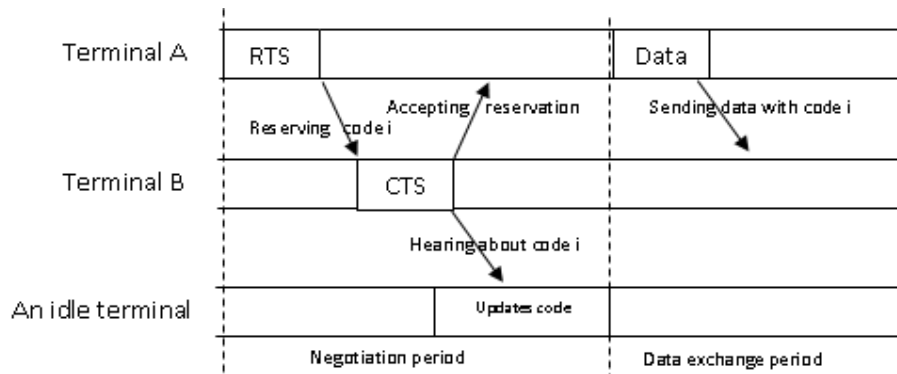 Terminal A
RTS
Data
Reserving code i
Accepting reservation
Sending data with code i
Terminal B
CTS
Hearing about code i
An idle terminal
Updates code
Negotiation period
Data exchange period